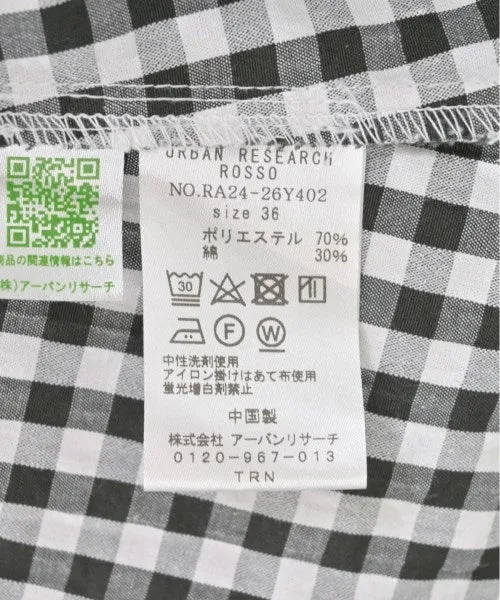 URBAN RESEARCH
ROSSO
NO.RA24-26Y402
size 36
ポリエステル 70%
綿 30%
30
F
W
中性洗剤使用
アイロン掛けはあて布使用
蛍光増白剤禁止
中国製
株式会社 アーバンリサーチ
0120-967-013
TRN
商品の関連情報はこちら
(株)アーバンリサーチ